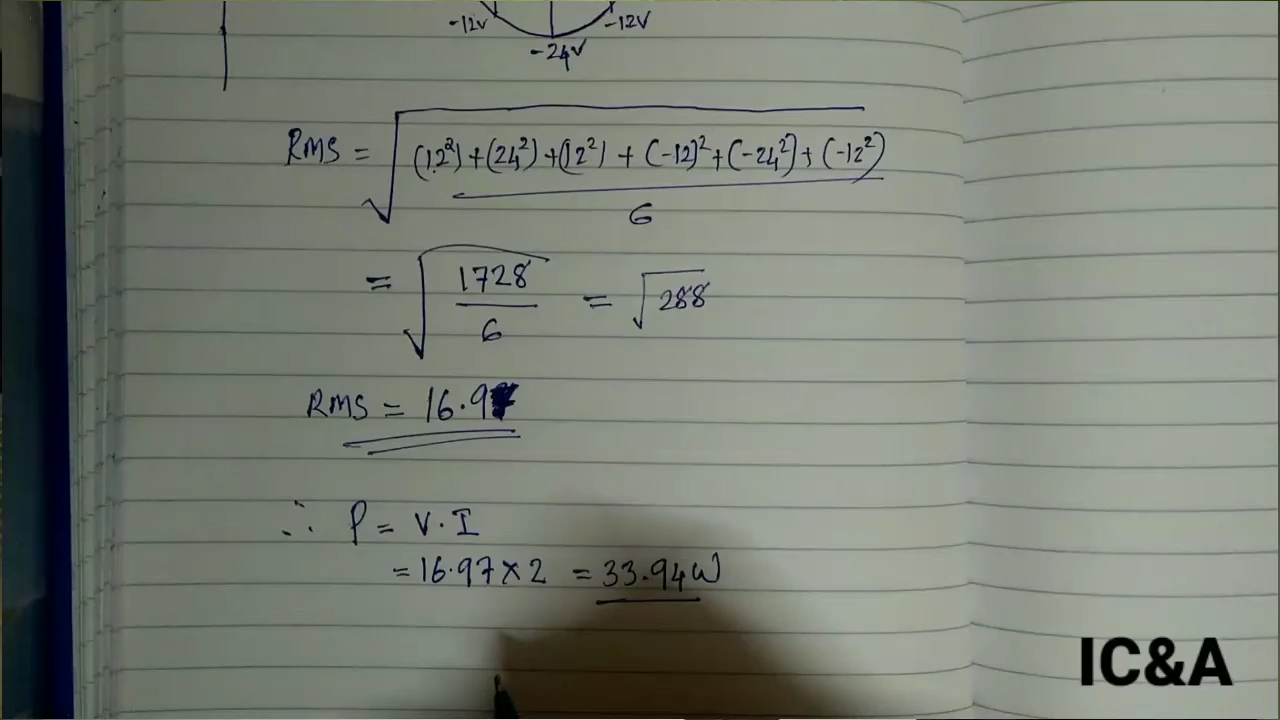 -12V -12V
-24V
RMS = √((12²)+(24²)+(12²) + (-12)²+(-24²)+(-12²))/6
= √1728/6 = √288
RMS = 16.97
∴ P = V.I
= 16.97 × 2 = 33.94W
IC&A